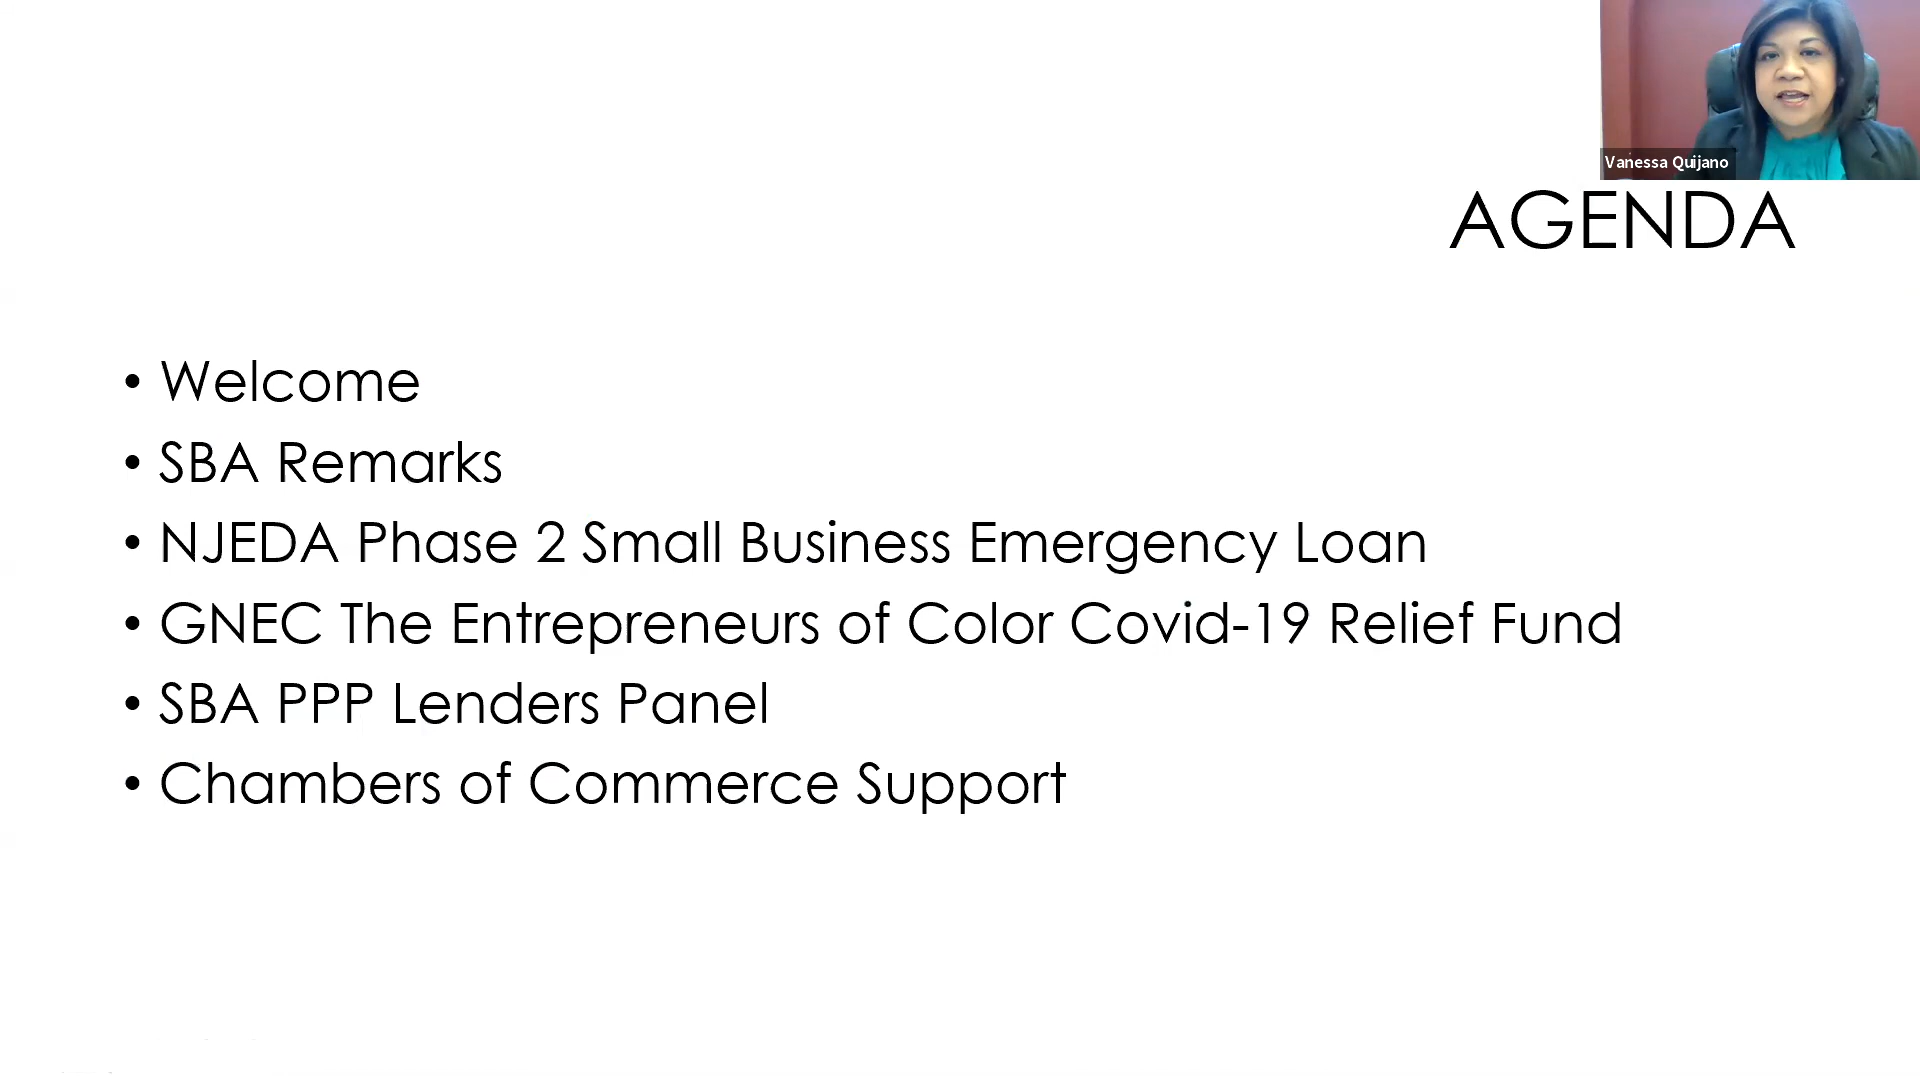 Vanessa Quijano
AGENDA
• Welcome
• SBA Remarks
• NJEDA Phase 2 Small Business Emergency Loan
• GNEC The Entrepreneurs of Color Covid-19 Relief Fund
• SBA PPP Lenders Panel
• Chambers of Commerce Support